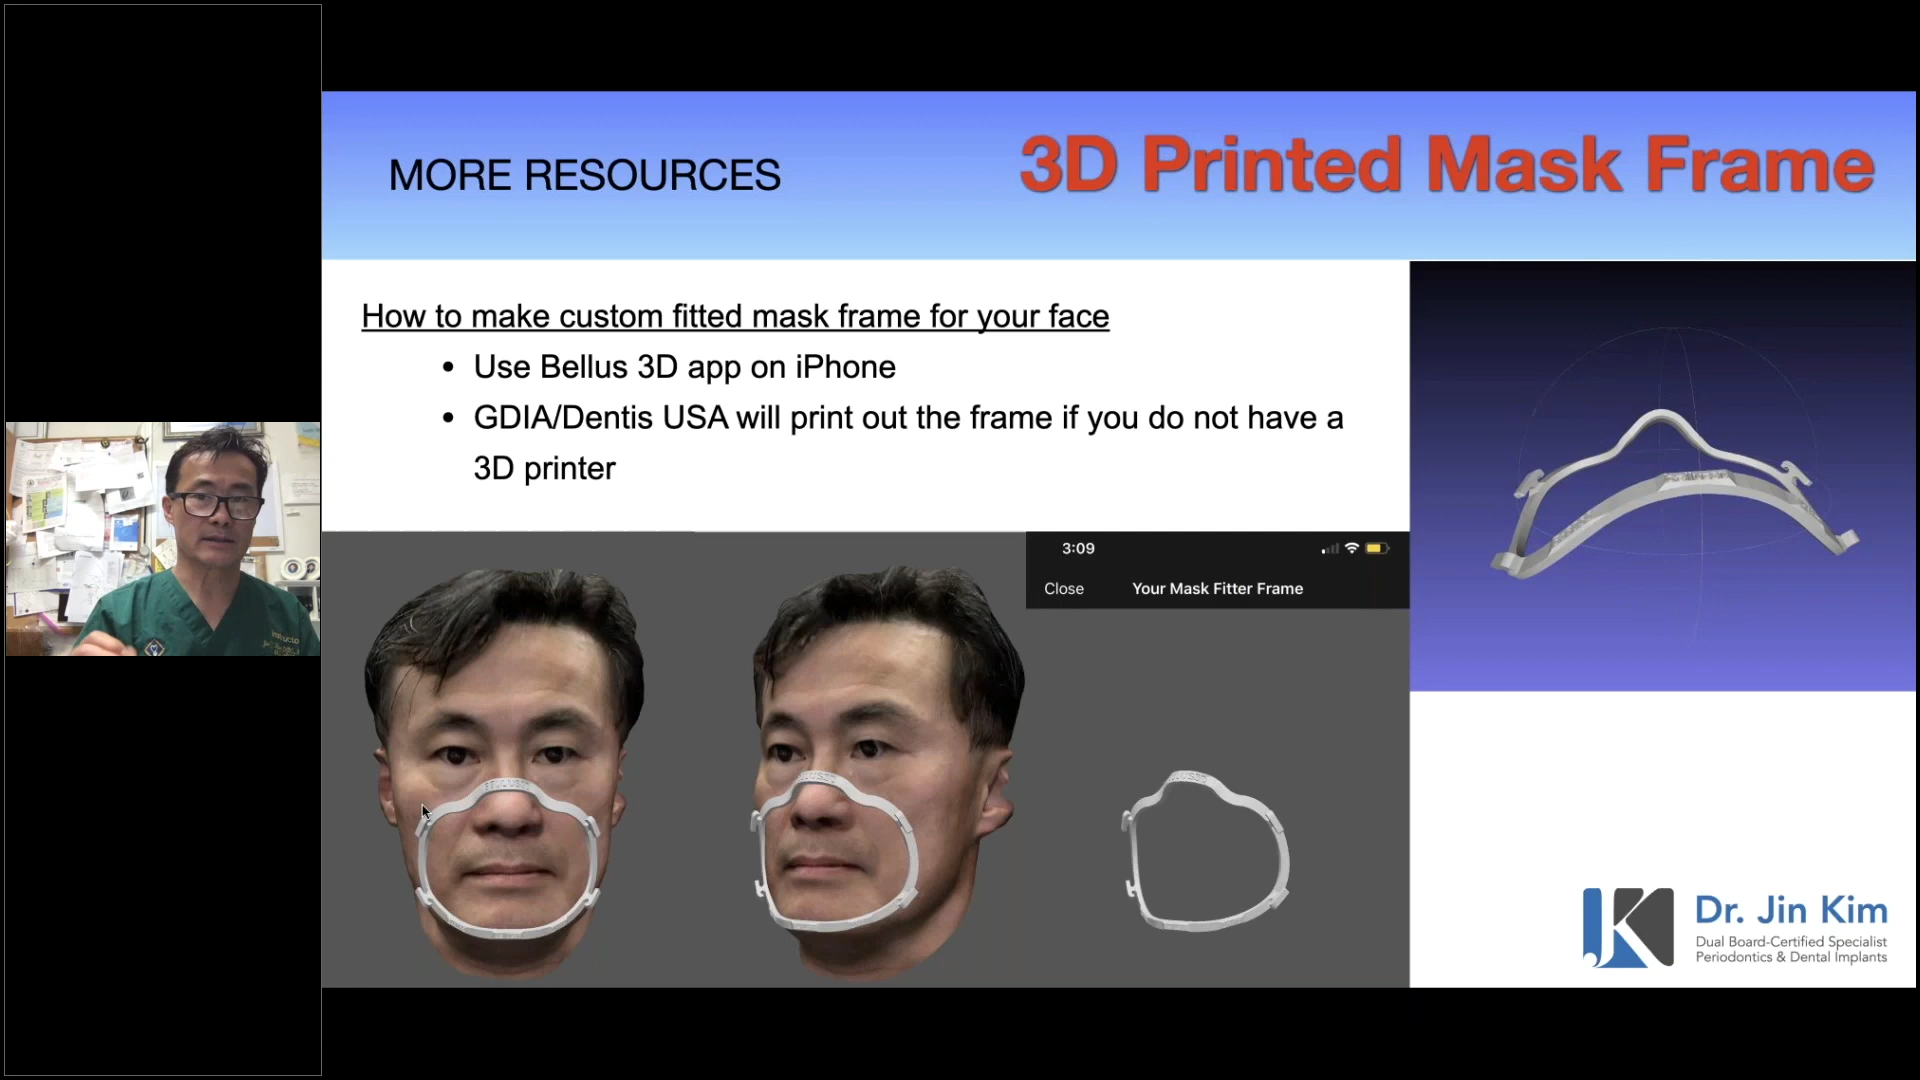 MORE RESOURCES
3D Printed Mask Frame
How to make custom fitted mask frame for your face
• Use Bellus 3D app on iPhone
• GDIA/Dentis USA will print out the frame if you do not have a
3D printer
3:09
Close
Your Mask Fitter Frame
JK
Dr. Jin Kim
Dual Board-Certified Specialist
Periodontics & Dental Implants